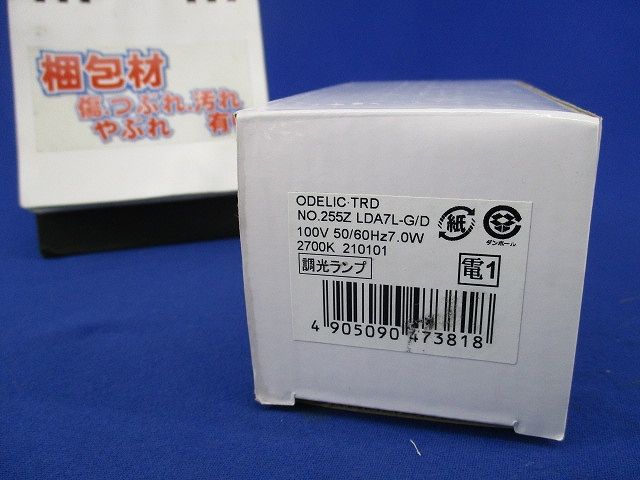 梱包材
傷.つぶれ.汚れ
やぶれ 有り
ODELIC·TRD
NO.255Z LDA7L-G/D
100V 50/60Hz7.0W
2700K 210101
調光ランプ
紙
ダンボール
電1
4 905090 473818